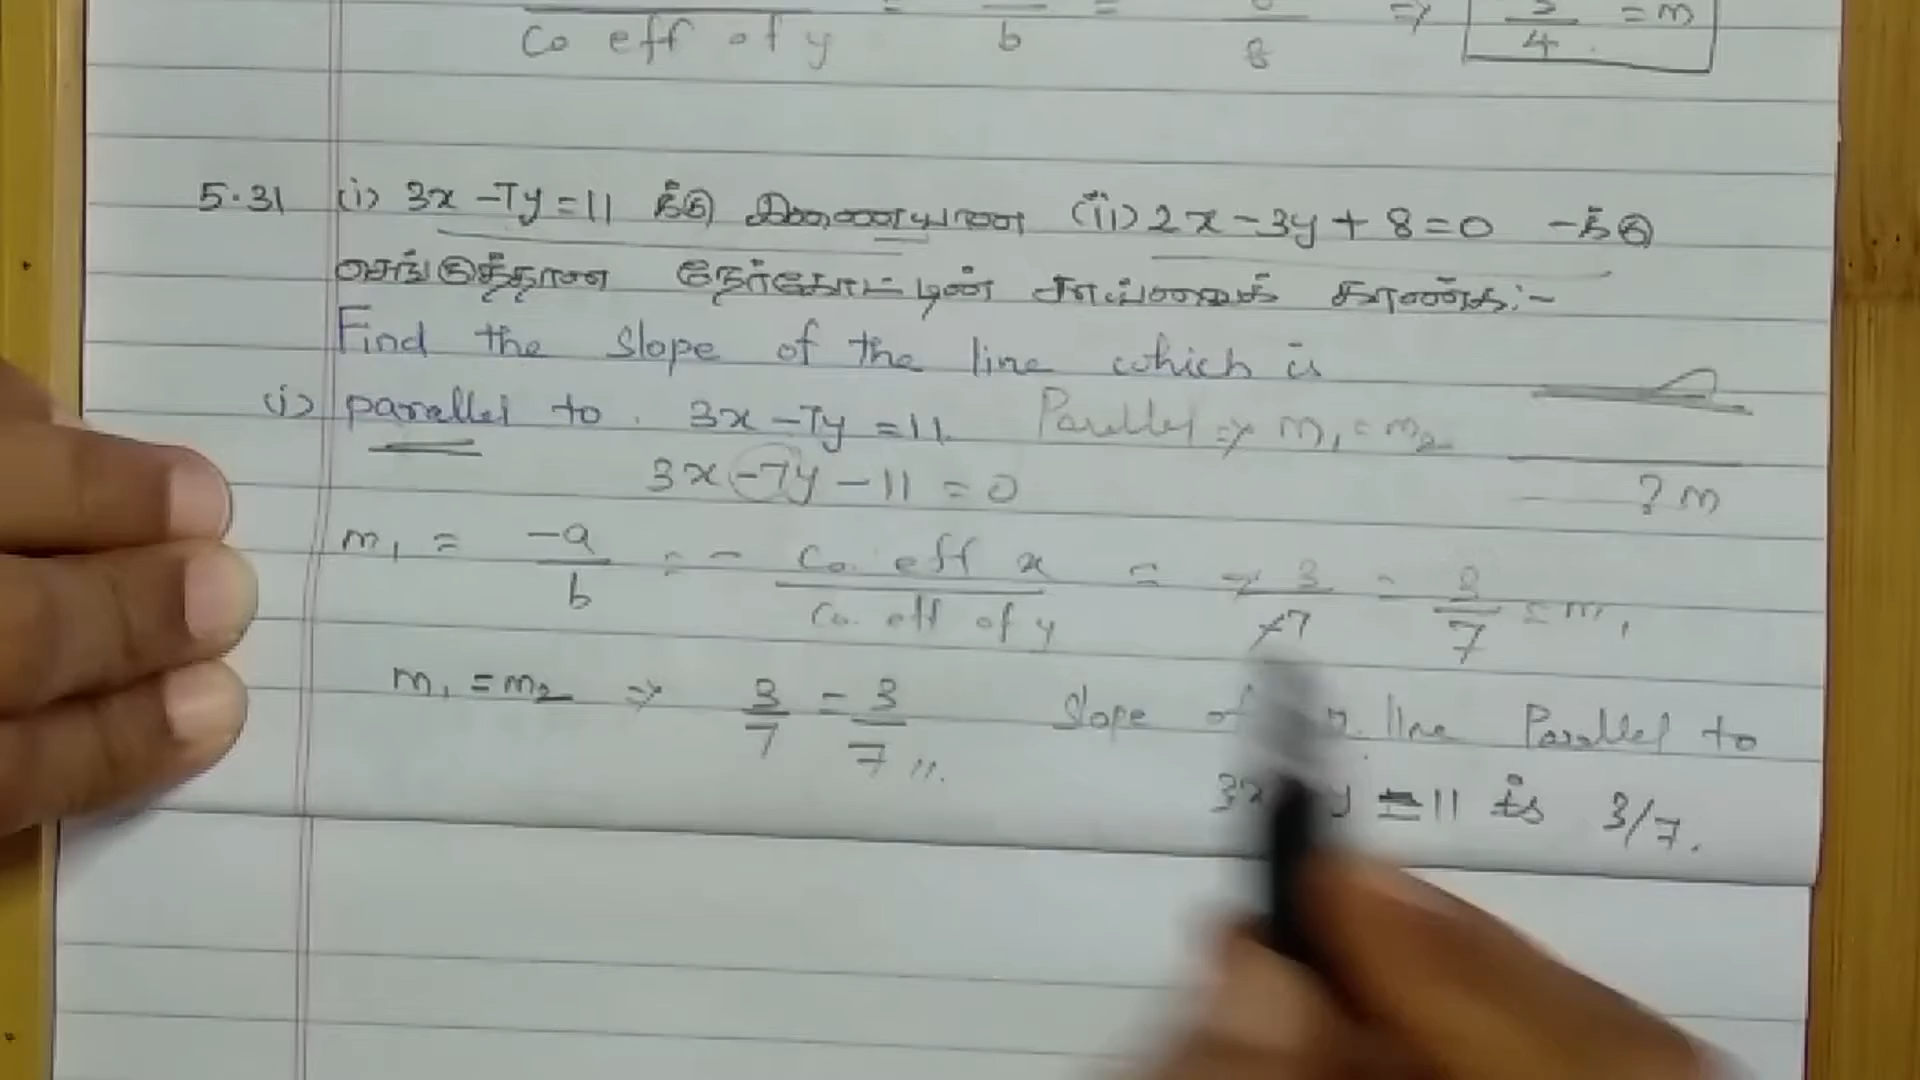 Co eff of y = b = 8 ⇒ 4 = m
5.31 (i) 3x - 7y = 11 க்கு இணையான (ii) 2x - 3y + 8 = 0 -க்கு
செங்குத்தான நேர்கோட்டின் சாய்வைக் காண்க:-
Find the slope of the line which is
(i) parallel to . 3x - 7y = 11. Parallel ⇒ m₁ = m₂
3x - 7y - 11 = 0 ? m
m₁ = -a/b = - Co. eff x / Co. eff of y = - 3/-7 = 3/7 = m₁
m₁ = m₂ ⇒ 3/7 = 3/7 ,,. Slope of line Parallel to
3x y = 11 is 3/7.